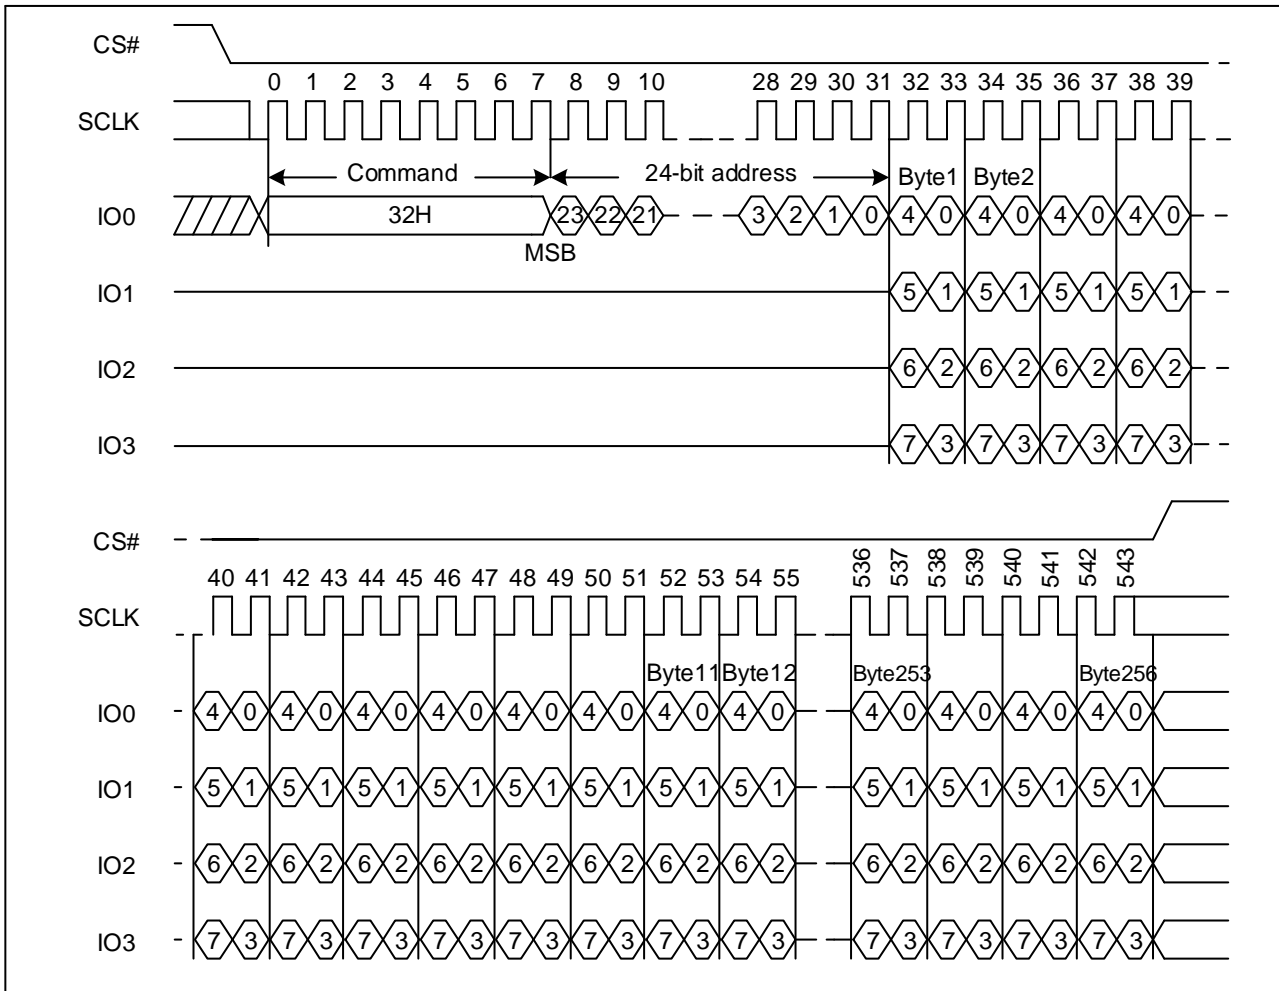 CS#
0 1 2 3 4 5 6 7 8 9 10 28 29 30 31 32 33 34 35 36 37 38 39
SCLK
Command 24-bit address Byte1 Byte2
IO0 32H 23 22 21 3 2 1 0 4 0 4 0 4 0 4 0
MSB
IO1 5 1 5 1 5 1 5 1
IO2 6 2 6 2 6 2 6 2
IO3 7 3 7 3 7 3 7 3
CS#
40 41 42 43 44 45 46 47 48 49 50 51 52 53 54 55 536 537 538 539 540 541 542 543
SCLK
Byte11 Byte12 Byte253 Byte256
IO0 4 0 4 0 4 0 4 0 4 0 4 0 4 0 4 0 4 0 4 0 4 0 4 0
IO1 5 1 5 1 5 1 5 1 5 1 5 1 5 1 5 1 5 1 5 1 5 1 5 1
IO2 6 2 6 2 6 2 6 2 6 2 6 2 6 2 6 2 6 2 6 2 6 2 6 2
IO3 7 3 7 3 7 3 7 3 7 3 7 3 7 3 7 3 7 3 7 3 7 3 7 3